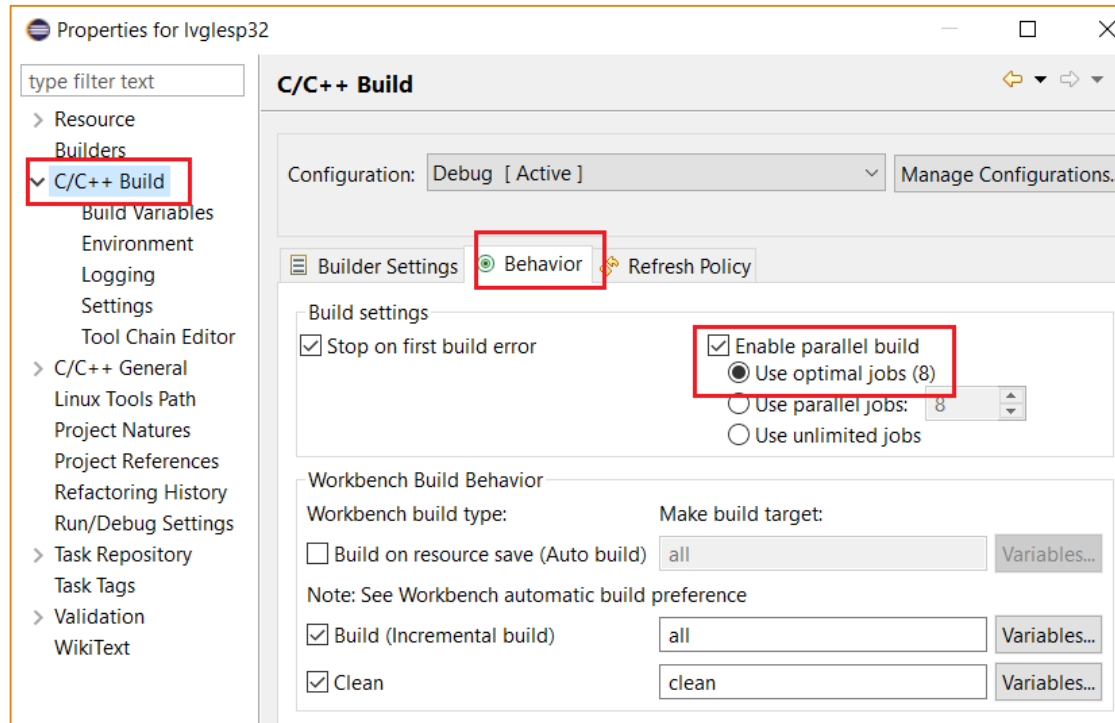 Properties for lvglesp32
type filter text
Resource
Builders
C/C++ Build
Build Variables
Environment
Logging
Settings
Tool Chain Editor
C/C++ General
Linux Tools Path
Project Natures
Project References
Refactoring History
Run/Debug Settings
Task Repository
Task Tags
Validation
WikiText
C/C++ Build
Configuration: Debug [ Active ] Manage Configurations..
Builder Settings Behavior Refresh Policy
Build settings
Stop on first build error Enable parallel build
Use optimal jobs (8)
Use parallel jobs: 8
Use unlimited jobs
Workbench Build Behavior
Workbench build type: Make build target:
Build on resource save (Auto build) all Variables...
Note: See Workbench automatic build preference
Build (Incremental build) all Variables...
Clean clean Variables...